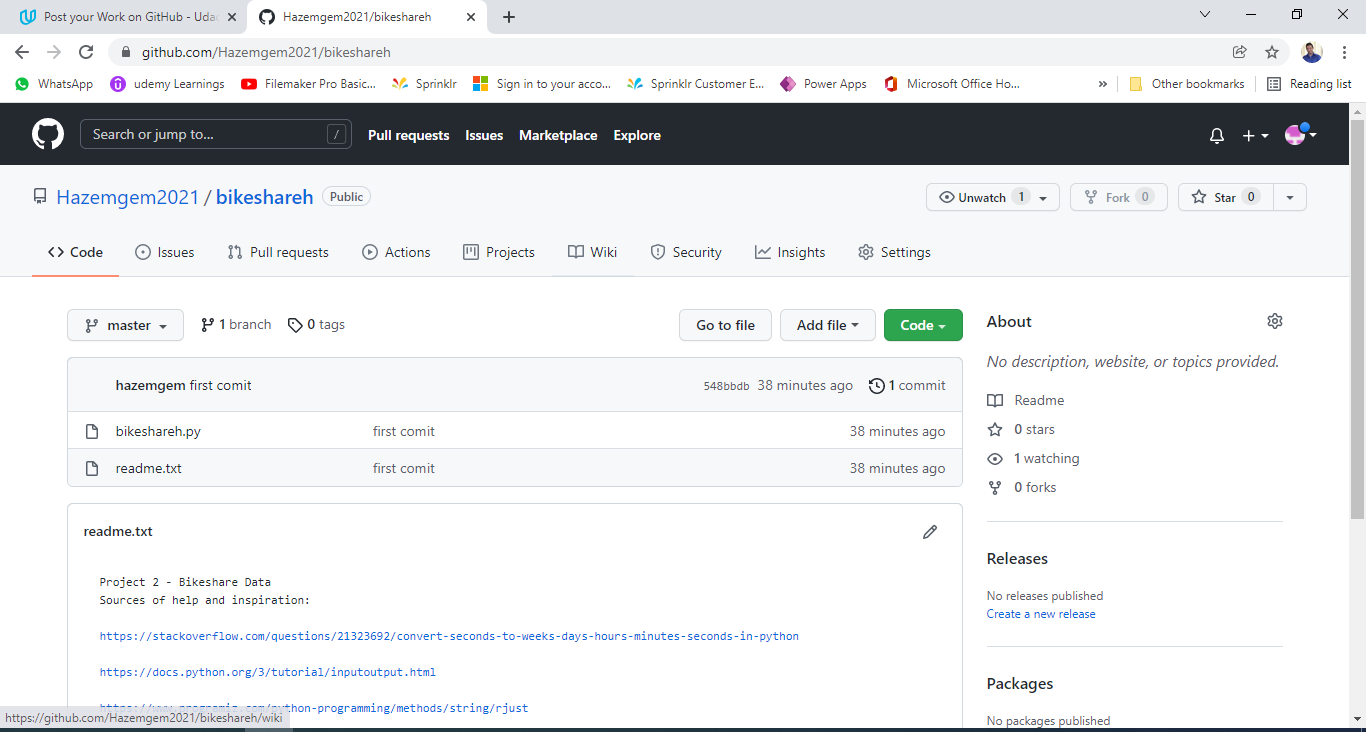 Post your Work on GitHub - Uda
Hazemgem2021/bikeshareh
github.com/Hazemgem2021/bikeshareh
WhatsApp
udemy Learnings
Filemaker Pro Basic...
Sprinklr
Sign in to your acco...
Sprinklr Customer E...
Power Apps
Microsoft Office Ho...
»
Other bookmarks
Reading list
Search or jump to...
/
Pull requests
Issues
Marketplace
Explore
Hazemgem2021 / bikeshareh
Public
Unwatch 1
Fork 0
Star 0
Code
Issues
Pull requests
Actions
Projects
Wiki
Security
Insights
Settings
master
1 branch
0 tags
Go to file
Add file
Code
hazemgem first comit
548bbdb 38 minutes ago
1 commit
bikeshareh.py first comit 38 minutes ago
readme.txt first comit 38 minutes ago
readme.txt
Project 2 - Bikeshare Data
Sources of help and inspiration:
https://stackoverflow.com/questions/21323692/convert-seconds-to-weeks-days-hours-minutes-seconds-in-python
https://docs.python.org/3/tutorial/inputoutput.html
https://www.programiz.com/python-programming/methods/string/rjust
About
No description, website, or topics provided.
Readme
0 stars
1 watching
0 forks
Releases
No releases published
Create a new release
Packages
No packages published
https://github.com/Hazemgem2021/bikeshareh/wiki